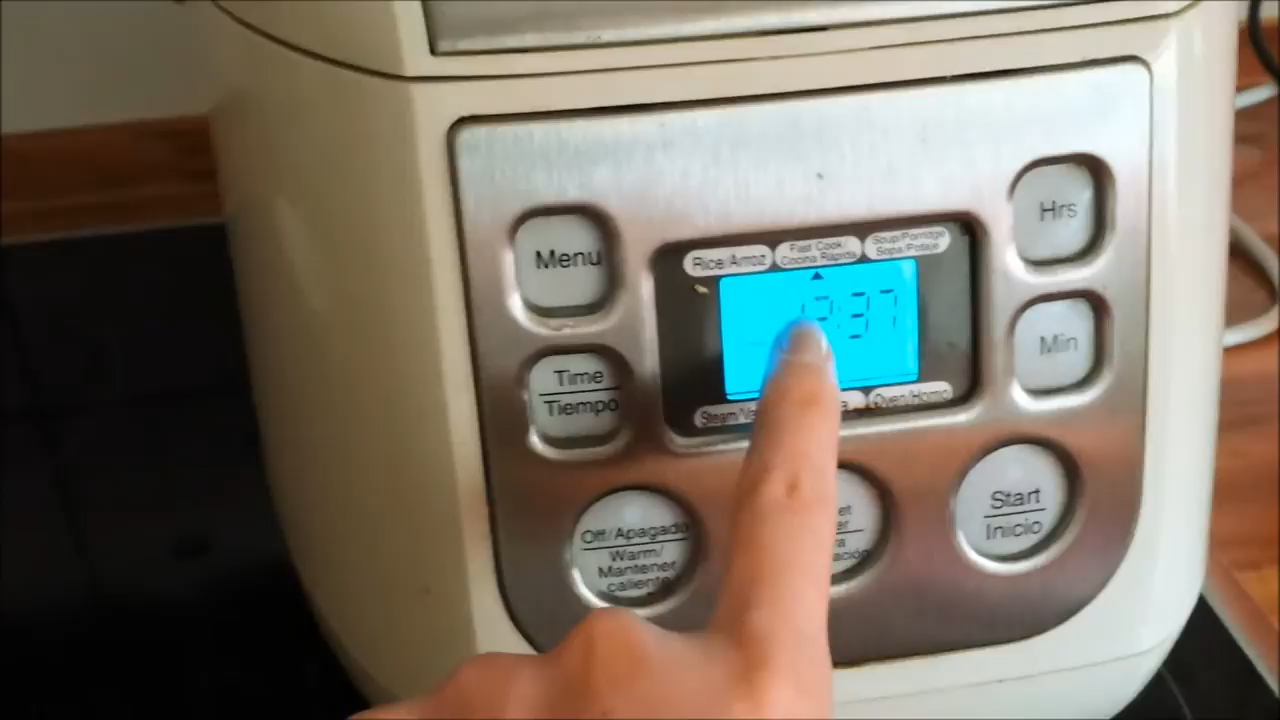 Menu
Rice/Arroz
Fast Cook/
Cocina Rápida
Soup/Porridge
Sopa/Potaje
Hrs
:37
Time
Tiempo
Min
Oven/Horno
Off/Apagado
Warm/
Mantener
caliente
Start
Inicio